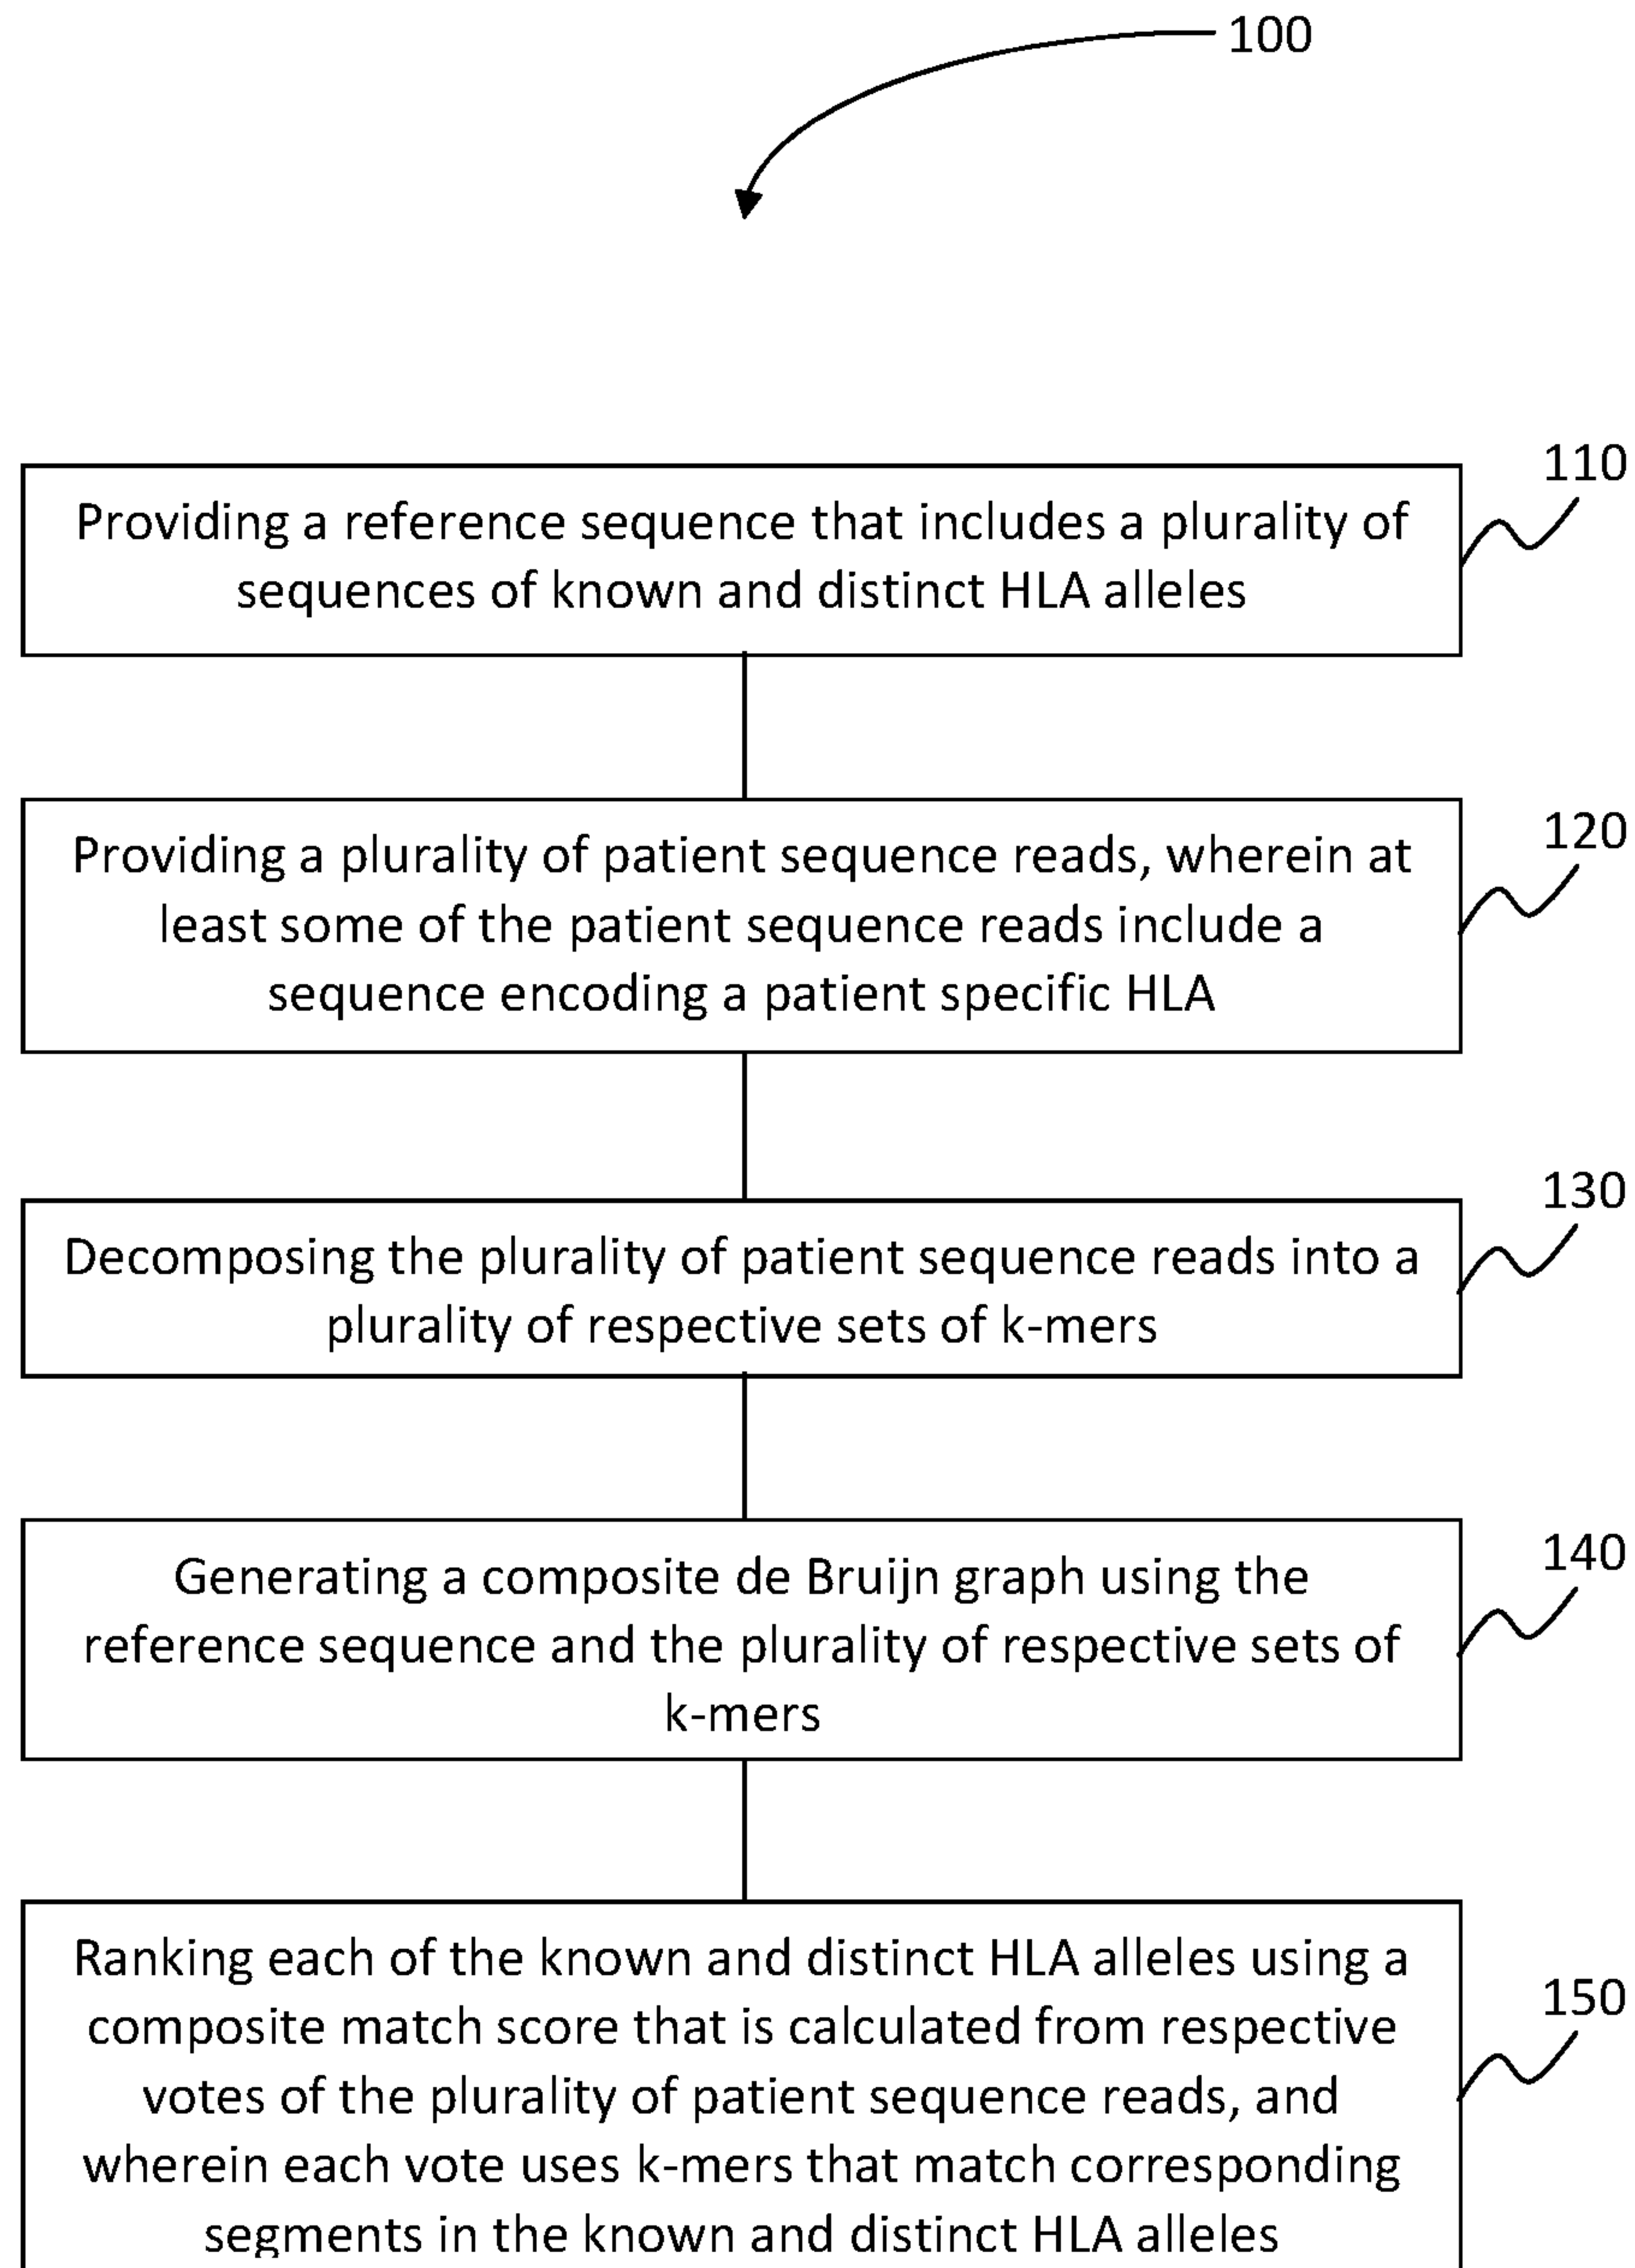 100
110
Providing a reference sequence that includes a plurality of
sequences of known and distinct HLA alleles
120
Providing a plurality of patient sequence reads, wherein at
least some of the patient sequence reads include a
sequence encoding a patient specific HLA
130
Decomposing the plurality of patient sequence reads into a
plurality of respective sets of k-mers
140
Generating a composite de Bruijn graph using the
reference sequence and the plurality of respective sets of
k-mers
150
Ranking each of the known and distinct HLA alleles using a
composite match score that is calculated from respective
votes of the plurality of patient sequence reads, and
wherein each vote uses k-mers that match corresponding
segments in the known and distinct HLA alleles